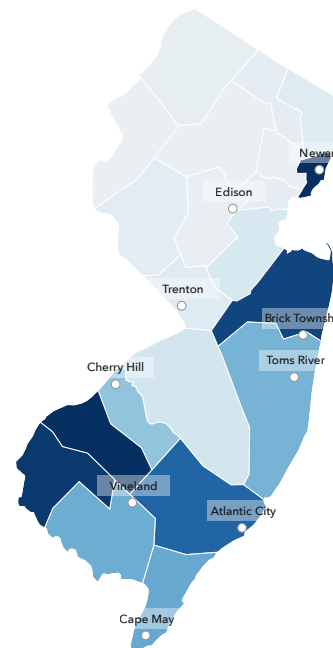 Newar
Edison
Trenton
Brick Townsh
Toms River
Cherry Hill
Vineland
Atlantic City
Cape May